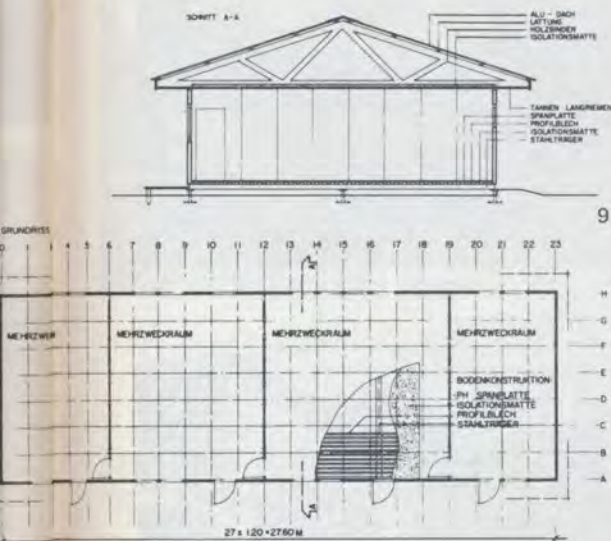 SCHNITT A-A
ALU - DACH
LATTUNG
HOLZBINDER
ISOLATIONSMATTE
TANNEN LANGRIEMEN
SPANPLATTE
PROFILBLECH
ISOLATIONSMATTE
STAHLTRÄGER
9
GRUNDRISS
0 1 3 4 6 7 8 9 10 11 12 13 14 15 16 17 18 19 20 21 22 23
A
H
G
F
E
D
C
B
A
MEHRZWER MEHRZWECKRAUM MEHRZWECKRAUM MEHRZWECKRAUM
BODENKONSTRUKTION
PH SPANPLATTE
ISOLATIONSMATTE
PROFILBLECH
STAHLTRÄGER
A
27 x 1.20 = 27.60 M